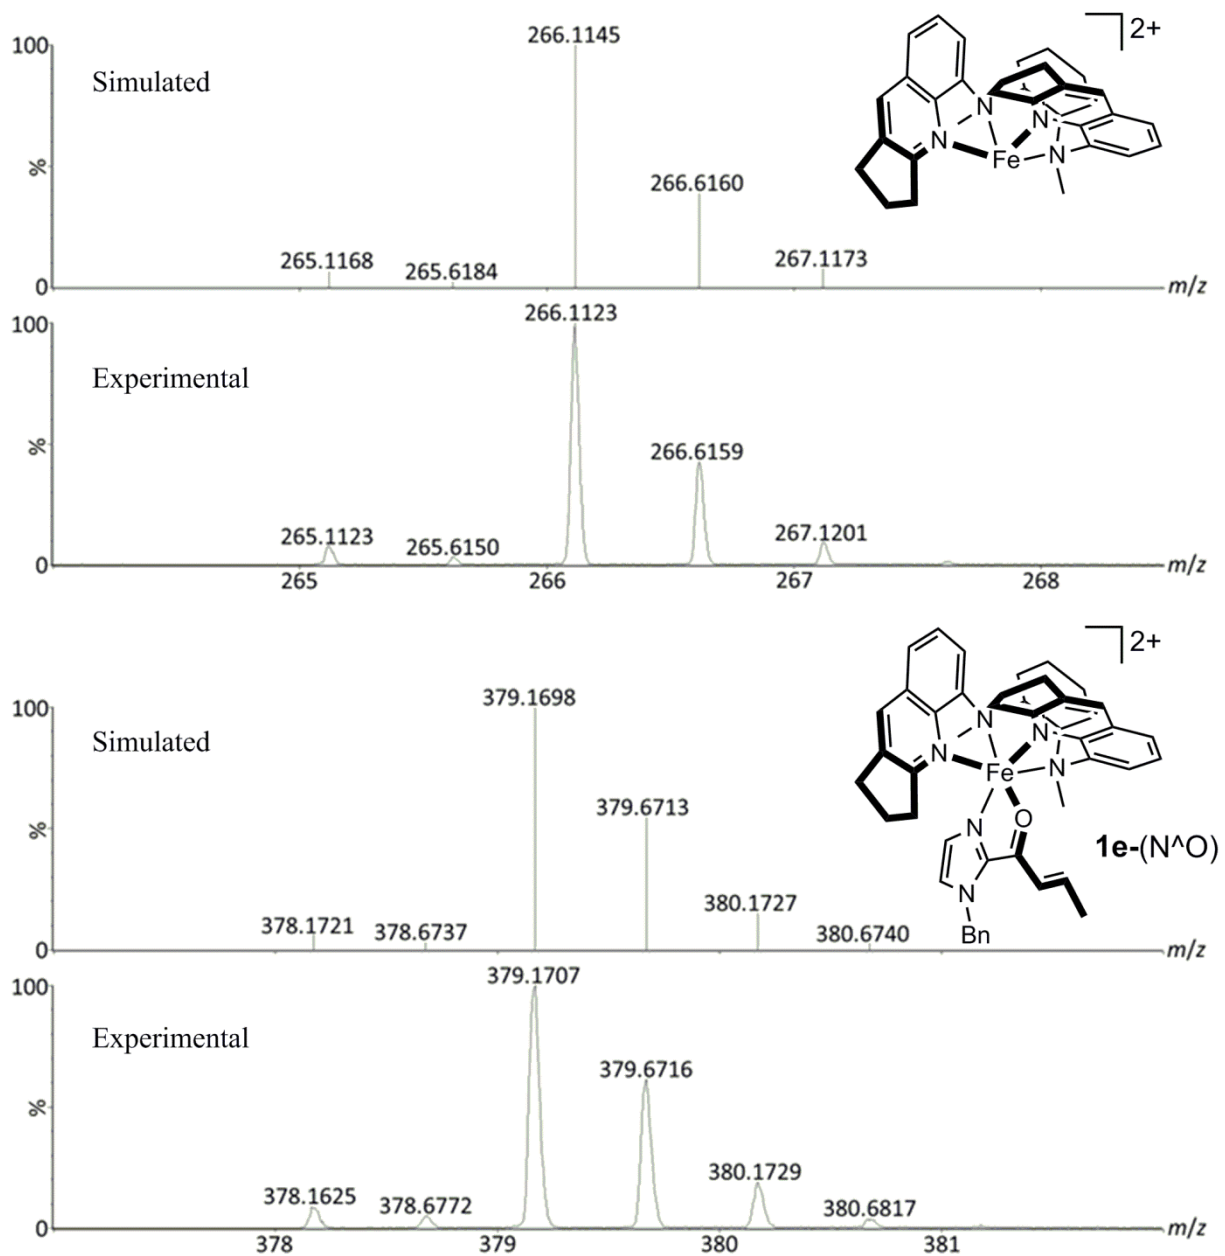 100
Simulated
%
0
265.1168
265.6184
266.1145
266.6160
267.1173
m/z
2+
N
N
N
N
Fe
100
Experimental
%
0
265.1123
265.6150
266.1123
266.6159
267.1201
265
266
267
268
m/z
100
Simulated
%
0
378.1721
378.6737
379.1698
379.6713
380.1727
380.6740
m/z
2+
N
N
N
N
Fe
N
O
1e-(N^O)
N
Bn
100
Experimental
%
0
378.1625
378.6772
379.1707
379.6716
380.1729
380.6817
378
379
380
381
m/z